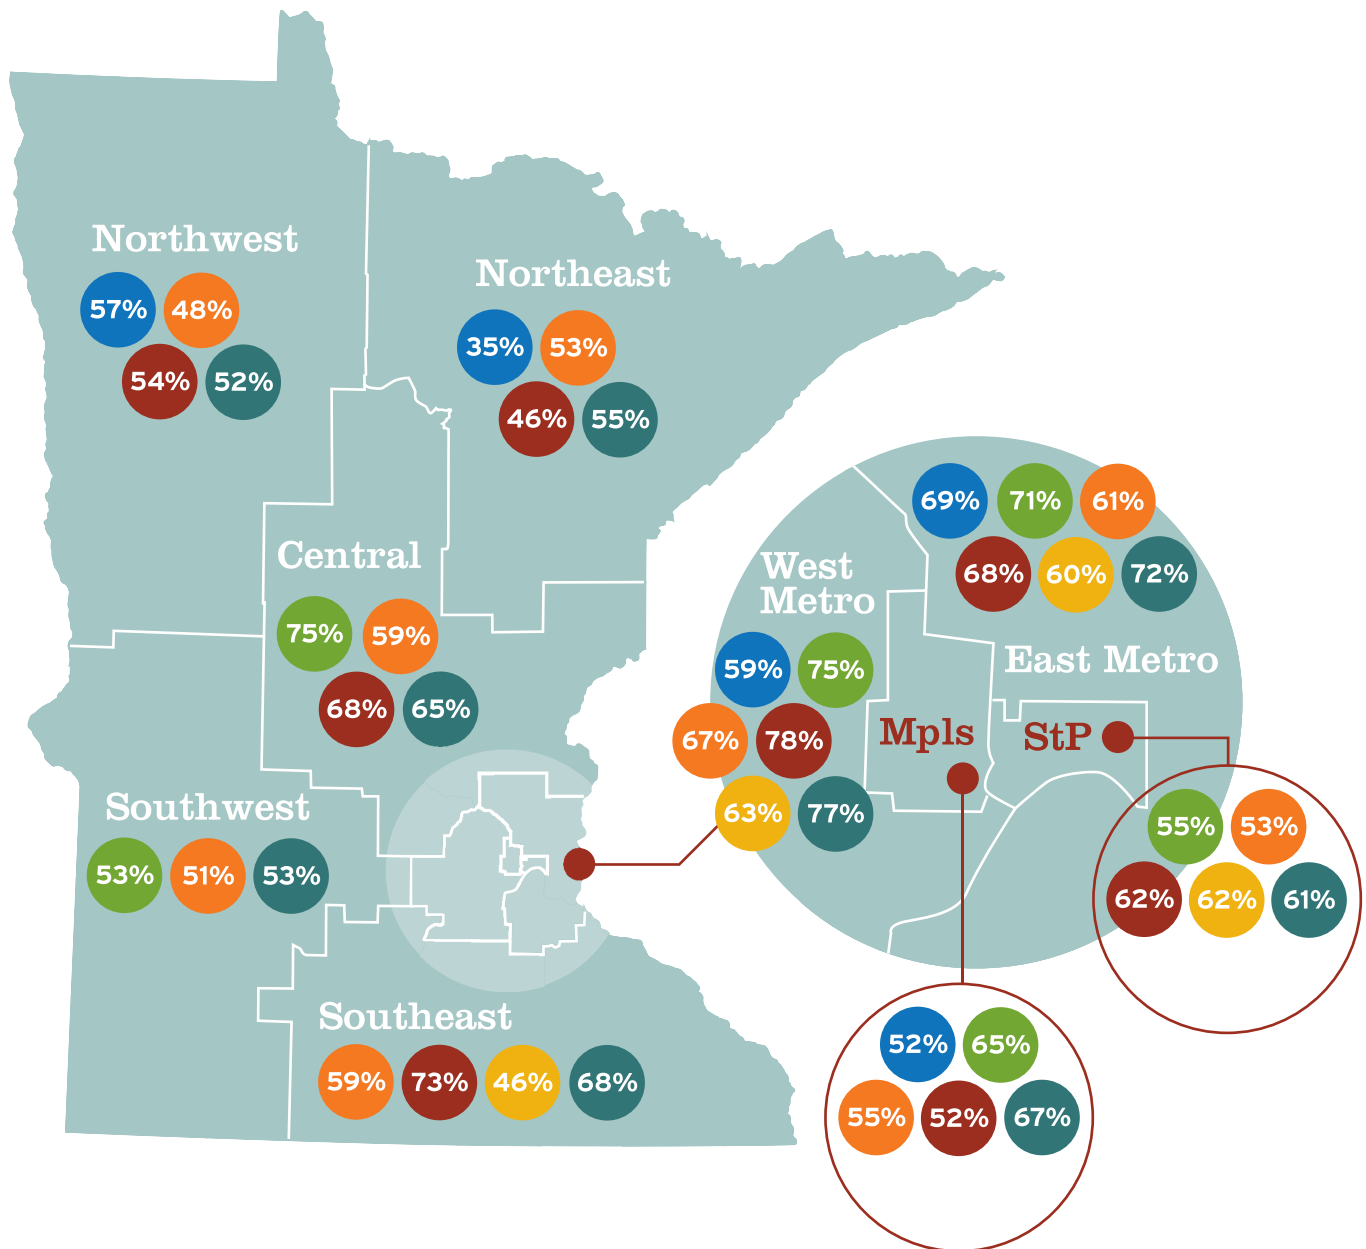 Northwest
57% 48%
54% 52%
Northeast
35% 53%
46% 55%
Central
75% 59%
68% 65%
Southwest
53% 51% 53%
Southeast
59% 73% 46% 68%
West
Metro
59% 75%
67% 78%
63% 77%
69% 71% 61%
68% 60% 72%
East Metro
Mpls
52% 65%
55% 52% 67%
StP
55% 53%
62% 62% 61%